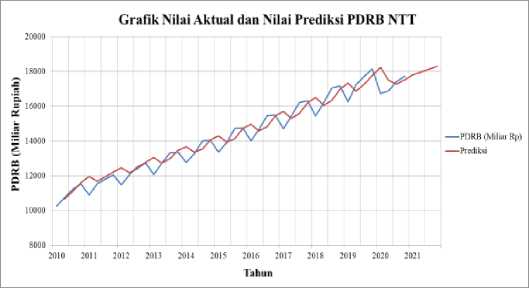 Grafik Nilai Aktual dan Nilai Prediksi PDRB NTT
20000
18000
16000
14000
12000
10000
8000
PDRB (Miliar Rupiah)
2010 2011 2012 2013 2014 2015 2016 2017 2018 2019 2020 2021
Tahun
PDRB (Miliar Rp)
Prediksi